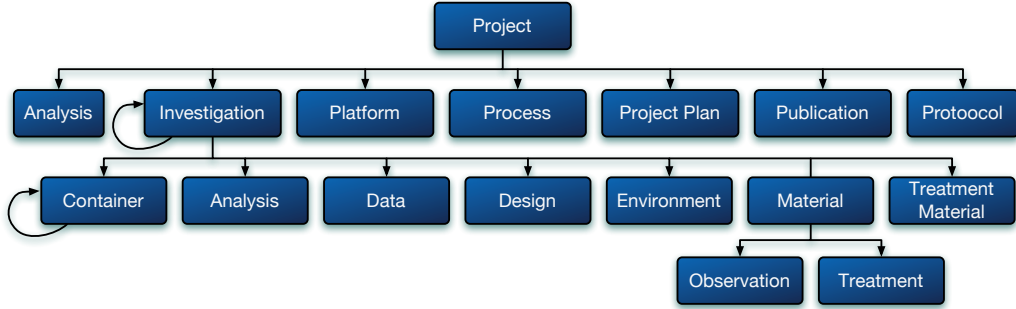 Project
Analysis
Investigation
Platform
Process
Project Plan
Publication
Protoocol
Container
Analysis
Data
Design
Environment
Material
Treatment
Material
Observation
Treatment